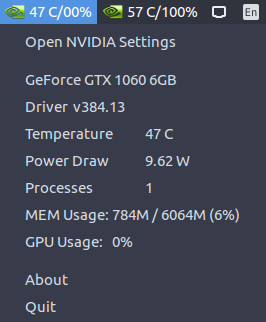 47 C/00% 57 C/100% En
Open NVIDIA Settings
GeForce GTX 1060 6GB
Driver v384.13
Temperature 47 C
Power Draw 9.62 W
Processes 1
MEM Usage: 784M / 6064M (6%)
GPU Usage: 0%
About
Quit